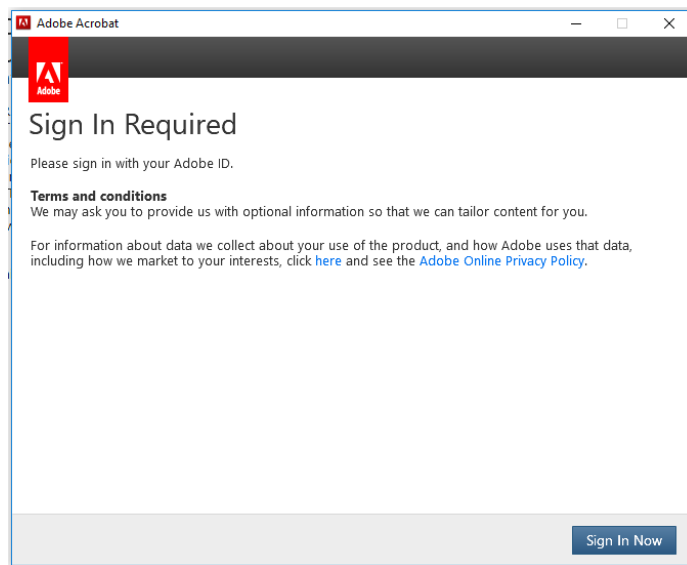 Adobe Acrobat
Adobe
Sign In Required
Please sign in with your Adobe ID.
Terms and conditions
We may ask you to provide us with optional information so that we can tailor content for you.
For information about data we collect about your use of the product, and how Adobe uses that data,
including how we market to your interests, click here and see the Adobe Online Privacy Policy.
Sign In Now